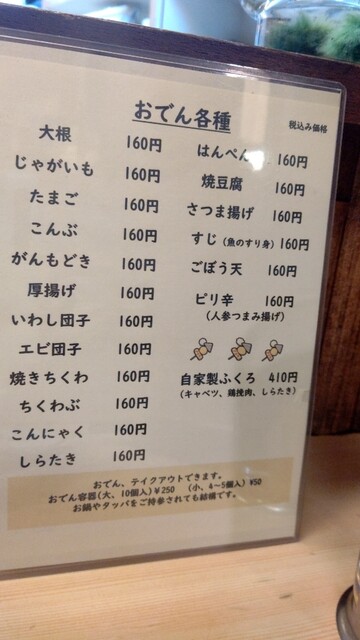 おでん各種
税込み価格
大根 160円
じゃがいも 160円
たまご 160円
こんぶ 160円
がんもどき 160円
厚揚げ 160円
いわし団子 160円
エビ団子 160円
焼きちくわ 160円
ちくわぶ 160円
こんにゃく 160円
しらたき 160円
はんぺん 160円
焼豆腐 160円
さつま揚げ 160円
すじ(魚のすり身) 160円
ごぼう天 160円
ピリ辛 160円
(人参つまみ揚げ)
自家製ふくろ 410円
(キャベツ、鶏挽肉、しらたき)
おでん、テイクアウトできます。
おでん容器(大、10個入)¥250 (小、4〜5個入)¥50
お鍋やタッパをご持参されても結構です。